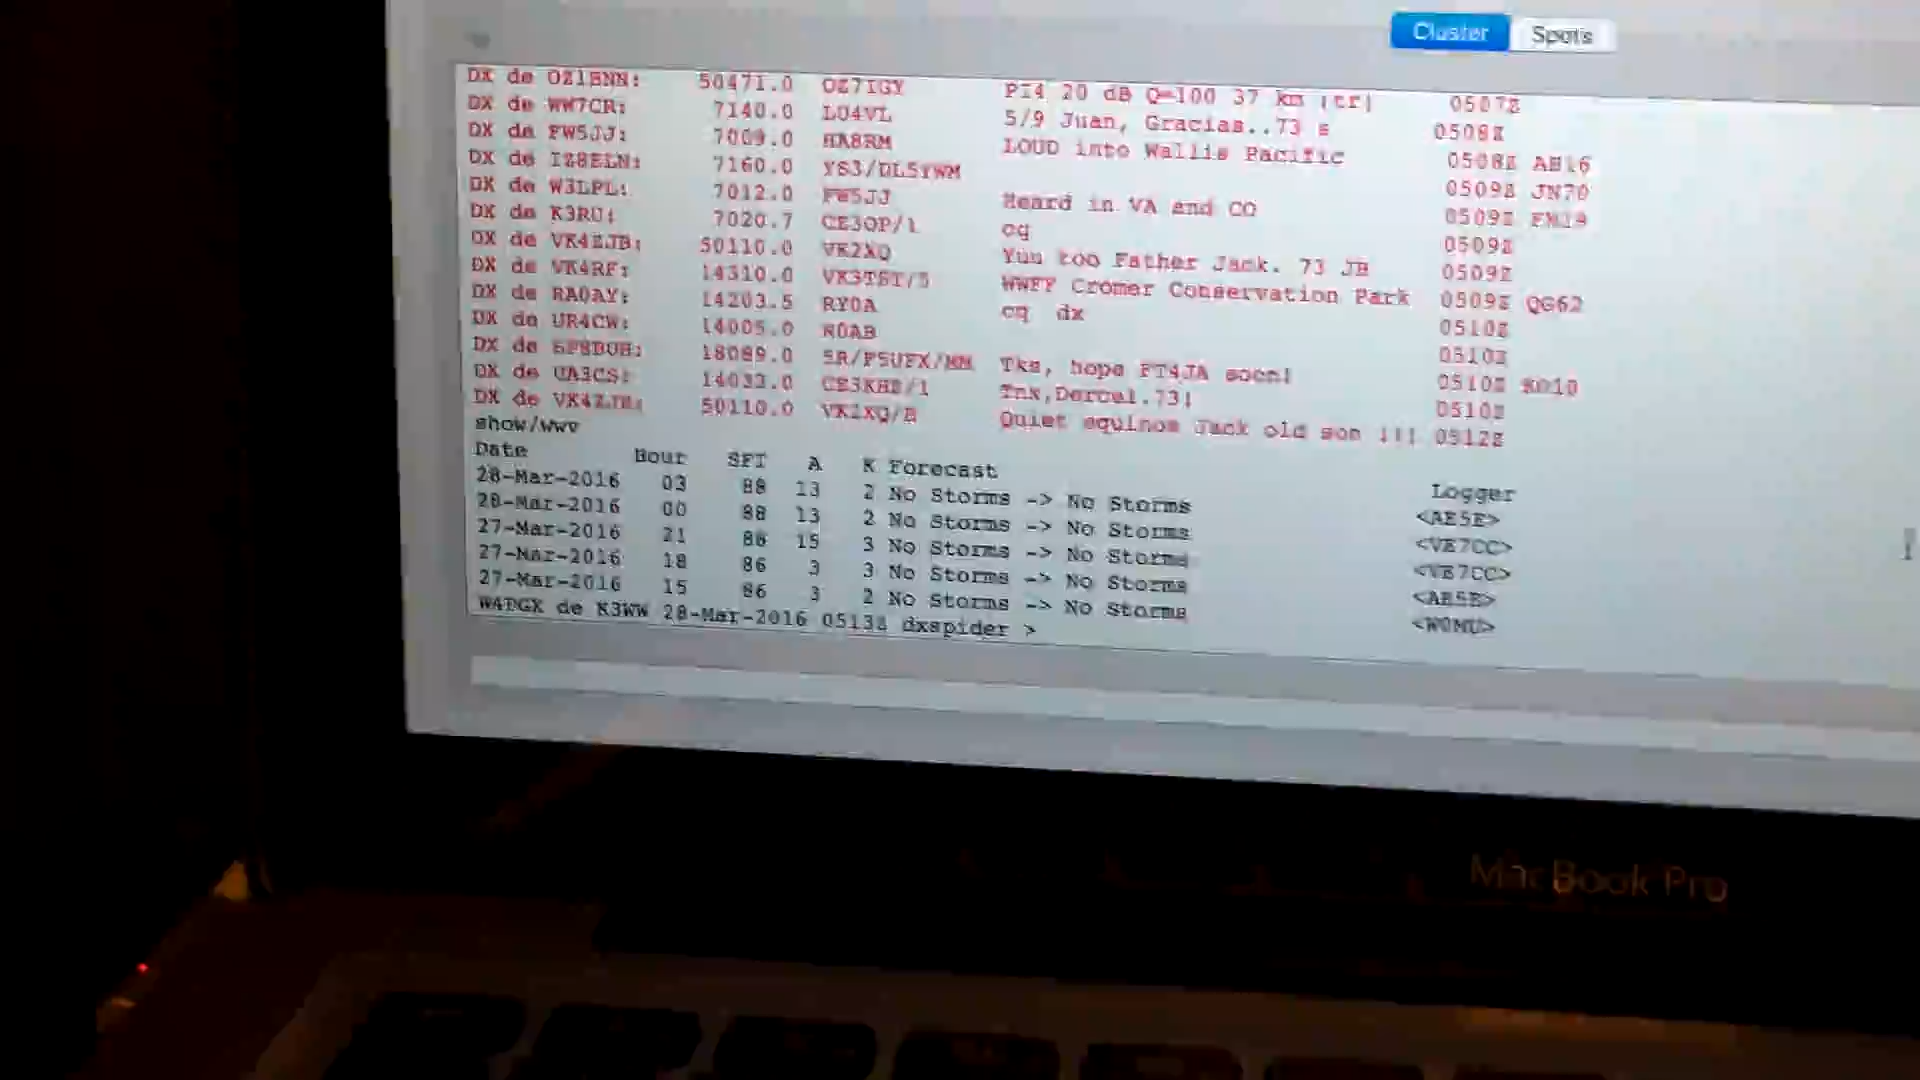 Cluster Spots
DX de OZ1BNN: 50471.0 OZ7IGY PI4 20 dB Q=100 37 km 0507Z
DX de WW7CR: 7140.0 LU4VL 5/9 Juan, Gracias..73 s 0508Z
DX de FW5JJ: 7009.0 HA8RM LOUD into Wallis Pacific 0508Z AH16
DX de IZ8ELN: 7160.0 YS3/DL5YWM 0509Z JN70
DX de W3LPL: 7012.0 FW5JJ Heard in VA and CO 0509Z FM19
DX de K3RU: 7020.7 CE3OP/1 cq 0509Z
DX de VK4ZJB: 50110.0 VK2XQ You too Father Jack. 73 JB 0509Z
DX de VK4RF: 14310.0 VK3TST/5 WWFF Cromer Conservation Park 0509Z QG62
DX de RA0AY: 14203.5 RY0A cq dx 0510Z
DX de UR4CW: 14005.0 R0AB 0510Z
DX de 18089.0 5R/F5UFX/MM Tks, hope FT4JA soon! 0510Z KO10
DX de UA3CS: 14033.0 0510Z
DX de VK4ZJB: 50110.0 Quiet equinox Jack old son !!! 0512Z
show/wwv
Date Hour SFI A K Forecast Logger
28-Mar-2016 03 88 13 2 No Storms -> No Storms <AE5E>
28-Mar-2016 00 88 13 2 No Storms -> No Storms <VE7CC>
27-Mar-2016 21 15 3 No Storms -> No Storms <VE7CC>
27-Mar-2016 18 86 3 3 No Storms -> No Storms <AE5E>
27-Mar-2016 15 86 3 2 No Storms -> No Storms <W0MU>
de K3WW 28-Mar-2016 0513Z dxspider >
MacBook Pro